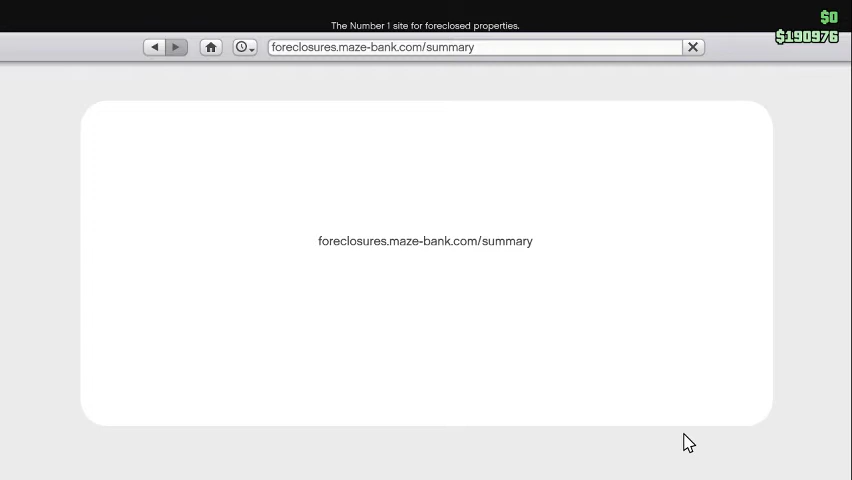 The Number 1 site for foreclosed properties.
$0
foreclosures.maze-bank.com/summary
$190976
foreclosures.maze-bank.com/summary